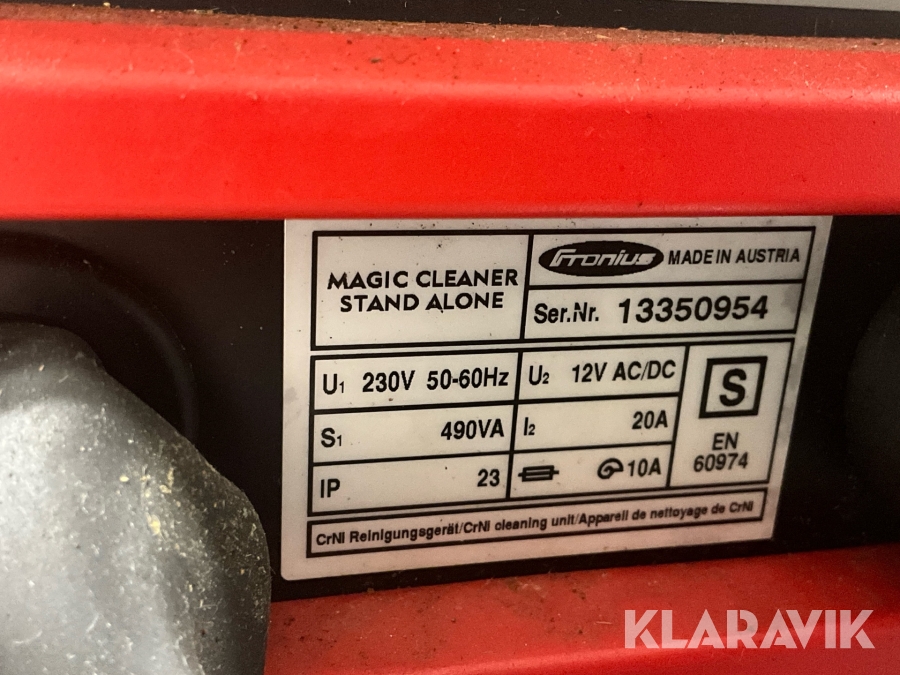 MAGIC CLEANER
STAND ALONE
Fronius MADE IN AUSTRIA
Ser.Nr. 13350954
U1 230V 50-60Hz
U2 12V AC/DC
S
S1 490VA
I2 20A
EN
60974
IP 23
10A
CrNI Reinigungsgerät/CrNI cleaning unit/Appareil de nettoyage de CrNI
KLARAVIK